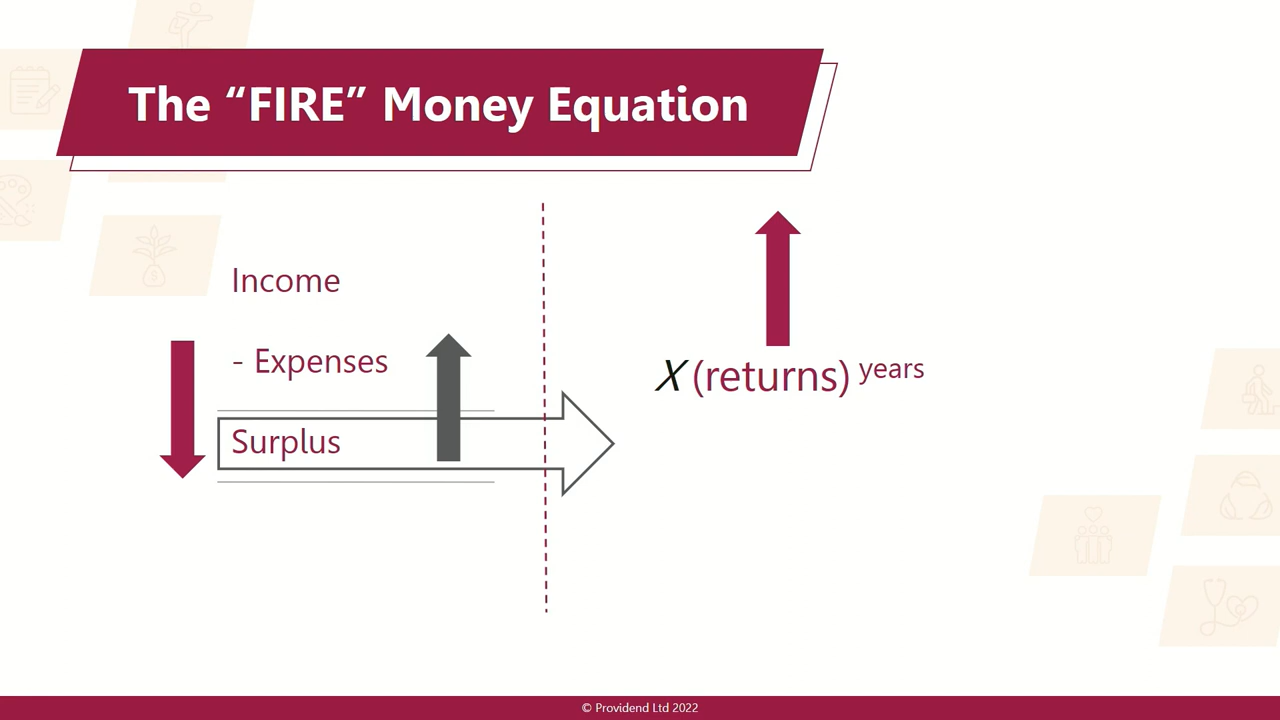 The “FIRE” Money Equation
Income
- Expenses
Surplus
X (returns) years
© Providend Ltd 2022